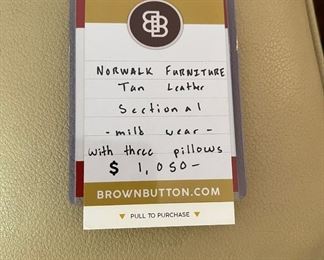 BB
NORWALK FURNITURE
Tan Leather
Sectional
- mild wear -
with three pillows
$ 1,050-
BROWNBUTTON.COM
▼ PULL TO PURCHASE ▼